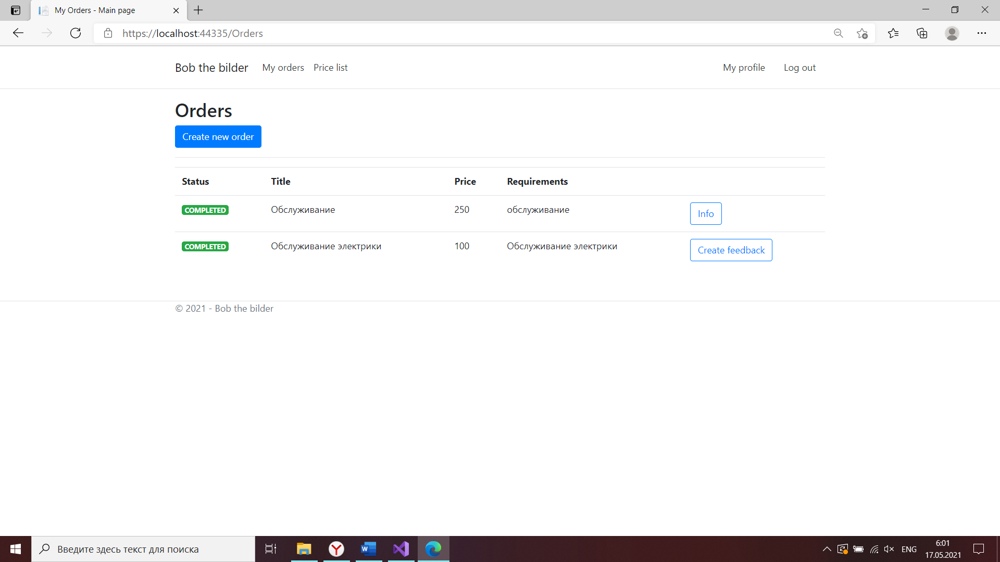 My Orders - Main page
https://localhost:44335/Orders
Bob the bilder My orders Price list My profile Log out
Orders
Create new order
Status Title Price Requirements
COMPLETED Обслуживание 250 обслуживание Info
COMPLETED Обслуживание электрики 100 Обслуживание электрики Create feedback
© 2021 - Bob the bilder
Введите здесь текст для поиска
ENG
6:01
17.05.2021